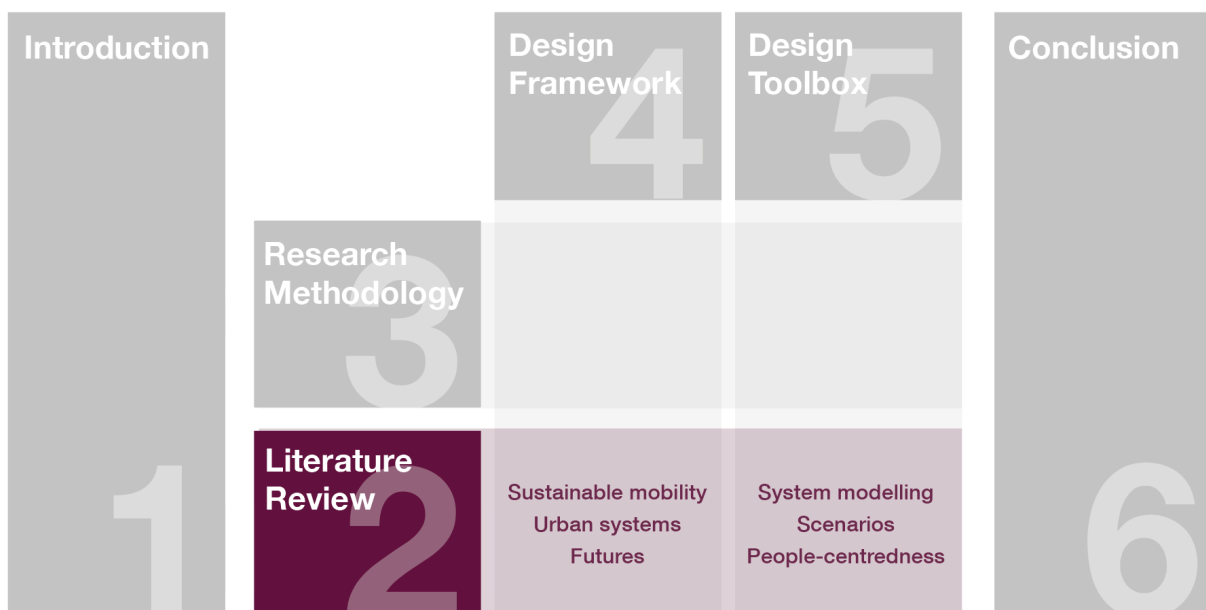 Introduction
1
Research
Methodology
3
Literature
Review
2
Design
Framework
4
Sustainable mobility
Urban systems
Futures
Design
Toolbox
5
System modelling
Scenarios
People-centredness
Conclusion
6